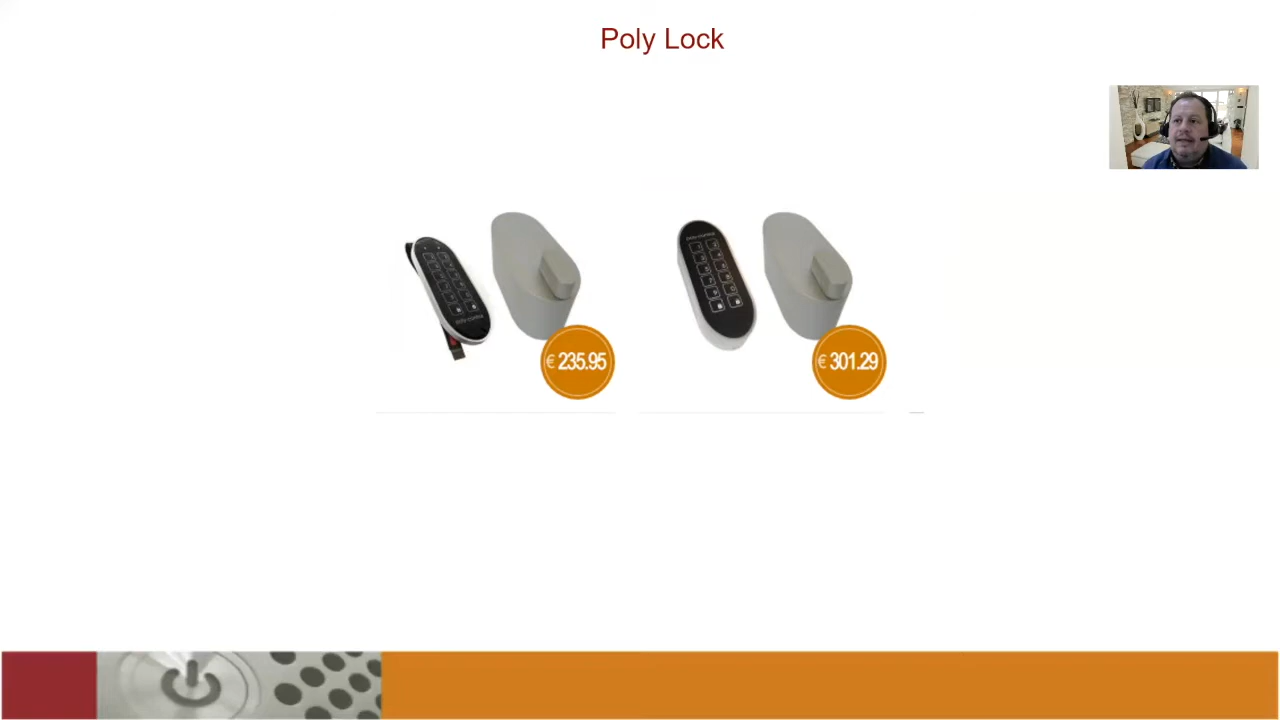 Poly Lock
€ 235.95
€ 301.29